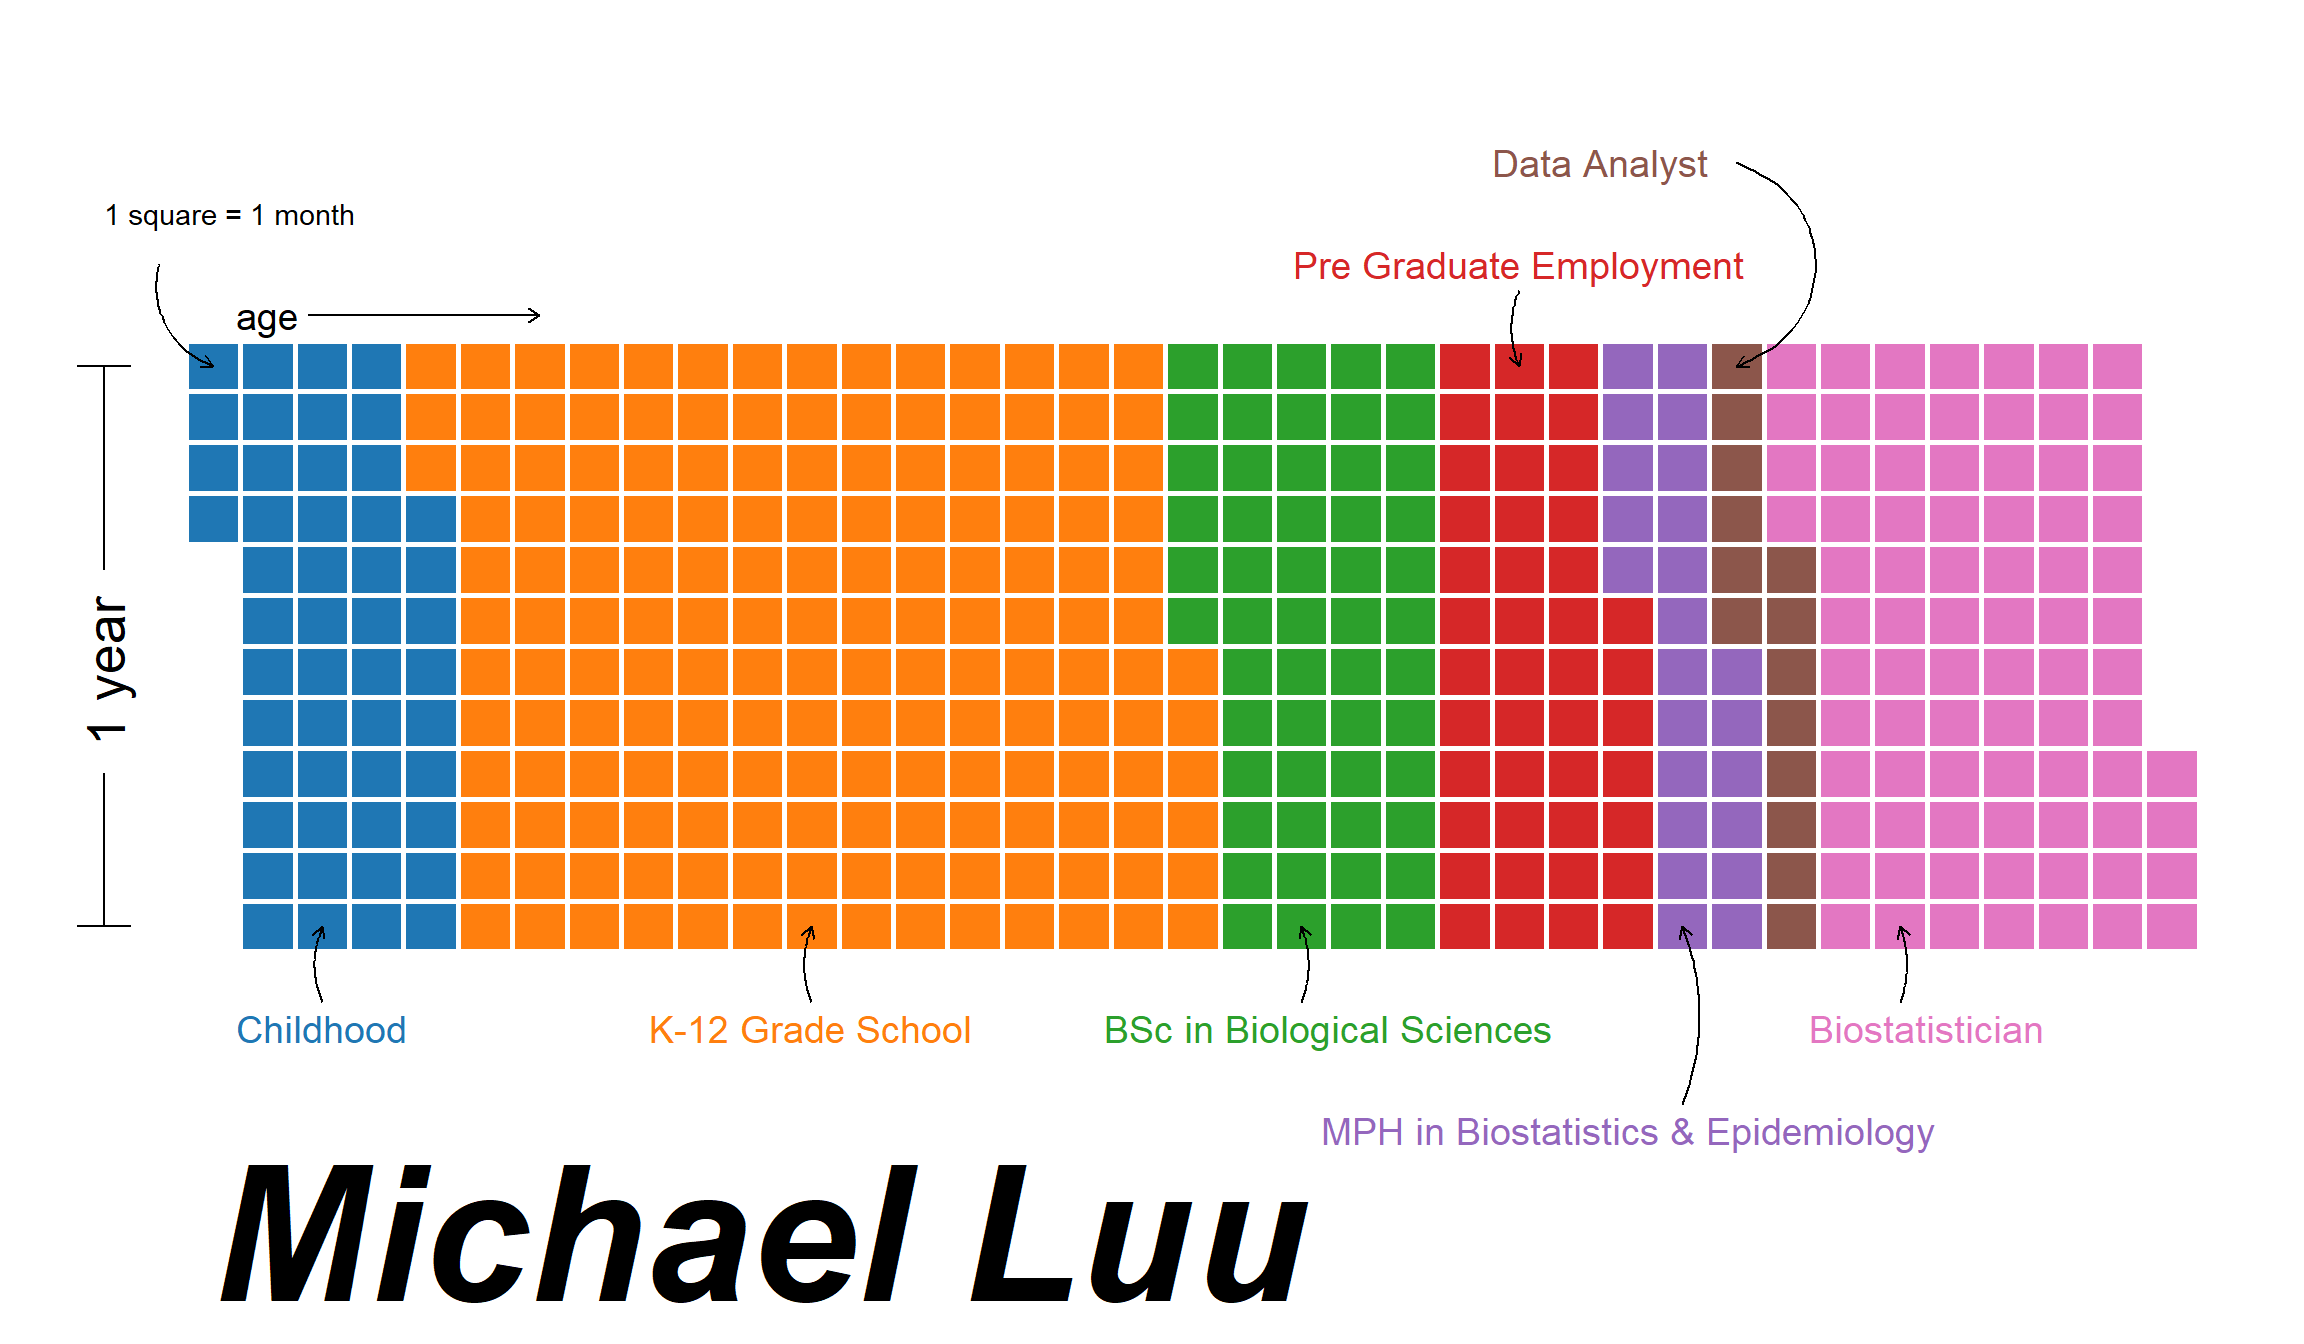 Data Analyst
1 square = 1 month
Pre Graduate Employment
age
1 year
Childhood
K-12 Grade School
BSc in Biological Sciences
Biostatistician
MPH in Biostatistics & Epidemiology
Michael Luu